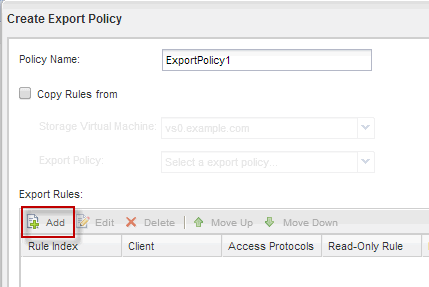 Create Export Policy
Policy Name: ExportPolicy1
Copy Rules from
Storage Virtual Machine: vs0.example.com
Export Policy: Select a export policy...
Export Rules:
Add Edit Delete Move Up Move Down
Rule Index Client Access Protocols Read-Only Rule